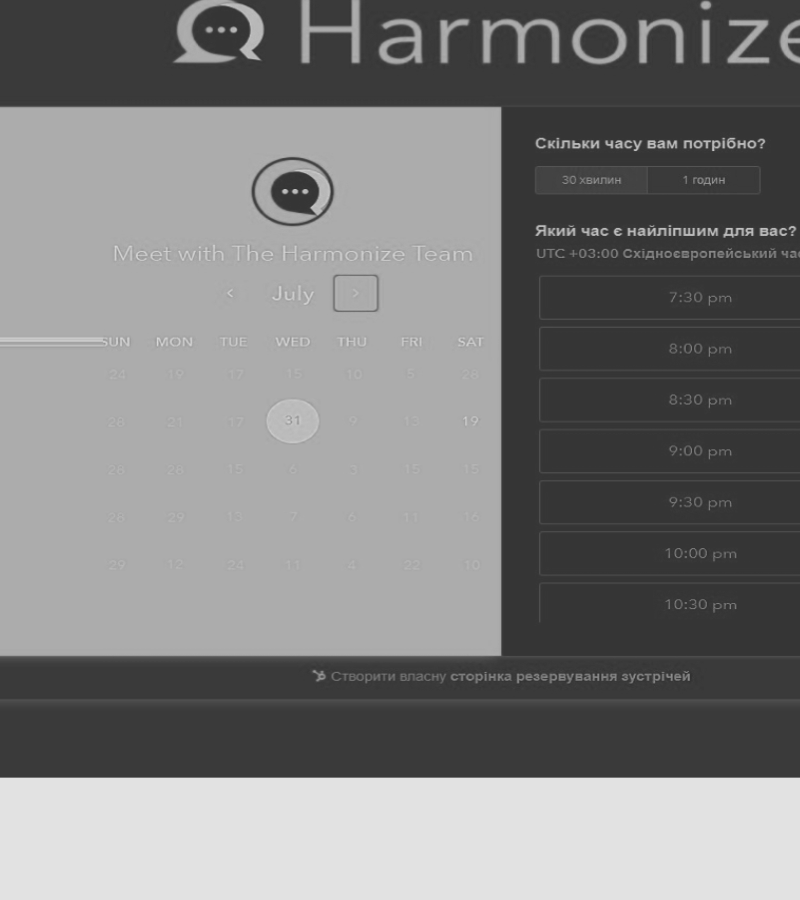 Harmonize
Meet with The Harmonize Team
July
SUN MON TUE WED THU FRI SAT
24 19 17 15 10 5 26
28 21 17 31 9 13 19
28 28 15 6 3 15 15
28 29 13 7 6 11 16
29 12 24 11 4 22 10
Скільки часу вам потрібно?
30 хвилин 1 годин
Який час є найліпшим для вас?
UTC +03:00 Східноєвропейський
7:30 pm
8:00 pm
8:30 pm
9:00 pm
9:30 pm
10:00 pm
10:30 pm
Створити власну сторінка резервування зустрічей